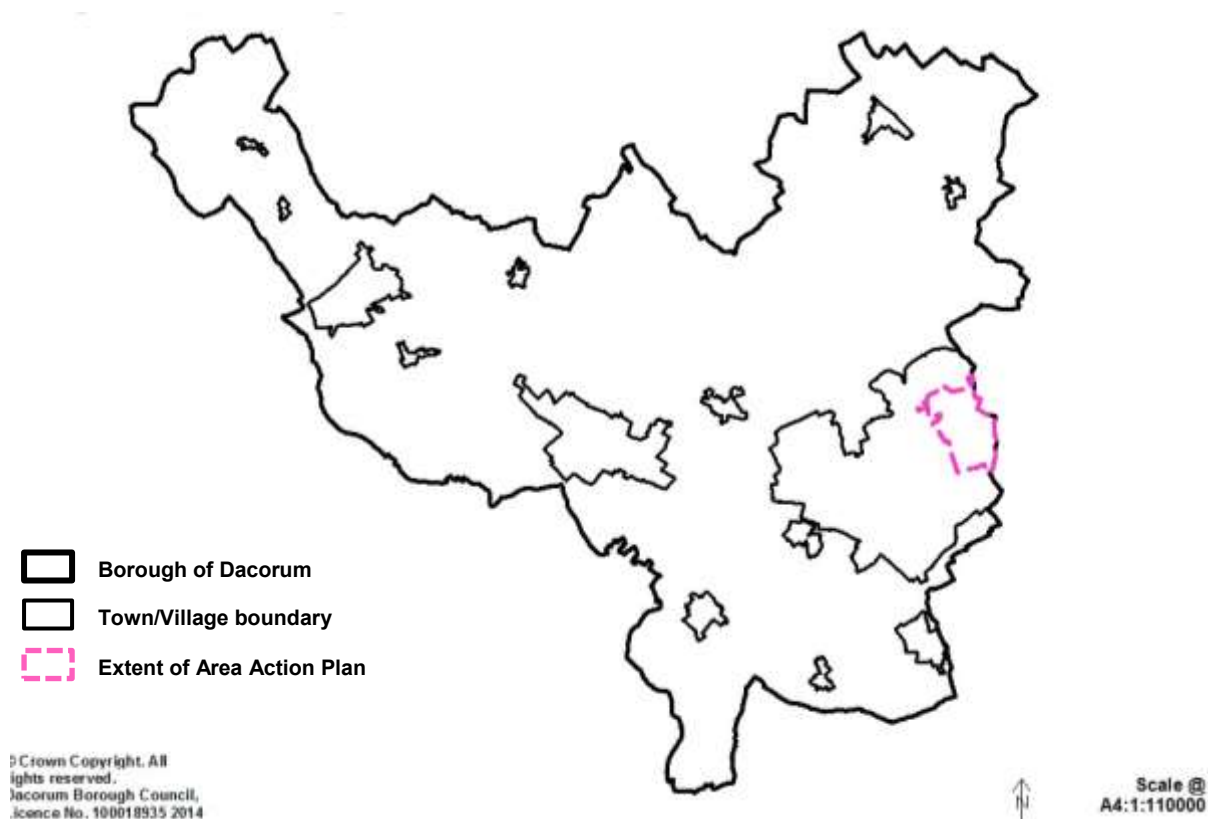 Borough of Dacorum
Town/Village boundary
Extent of Area Action Plan
© Crown Copyright. All
ights reserved.
Dacorum Borough Council,
Licence No. 100018935 2014
N
Scale @
A4:1:110000